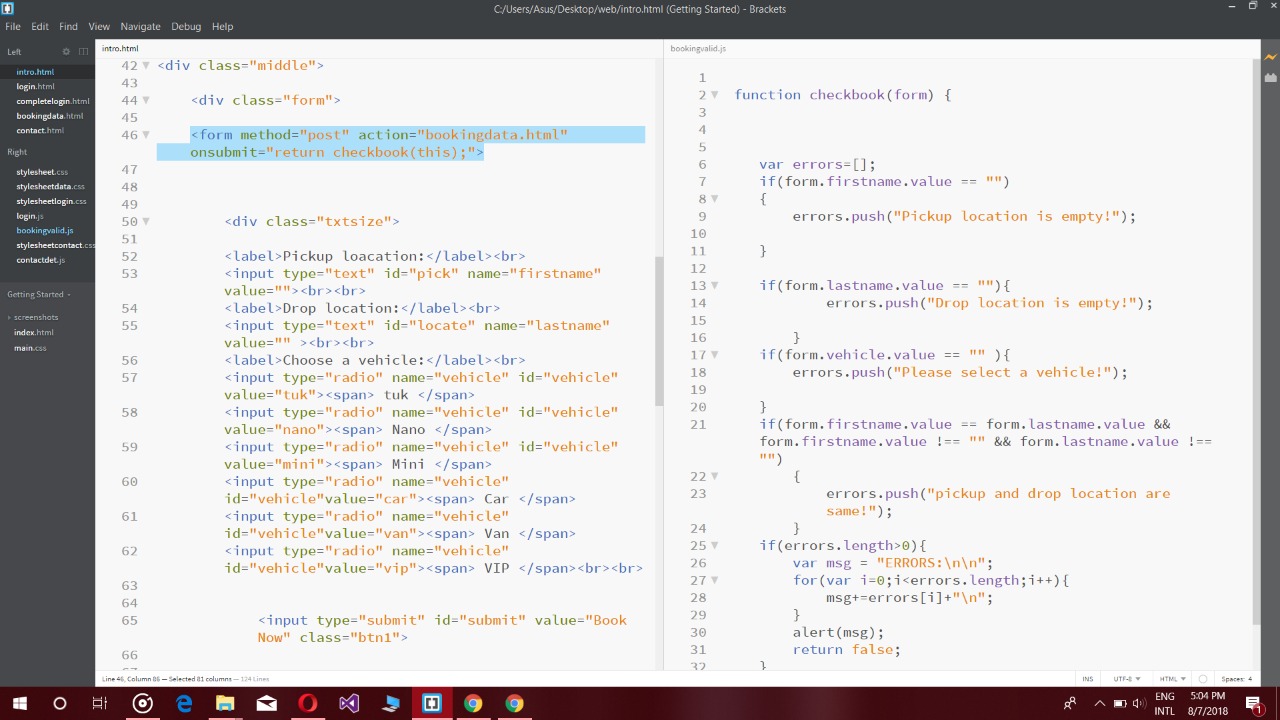 C:/Users/Asus/Desktop/web/intro.html (Getting Started) - Brackets
File Edit Find View Navigate Debug Help
Left
intro.html
login.html
completelogin.html
bookingdata.html
contact.html
Right
stylesheet.css
stylesheetdata.css
stylesheetlogin.css
login.js
bookingvalid.js
stylesheetcontact.css
contactdet.js
Getting Started
screenshots
index.html
main.css
intro.html
42 <div class="middle">
43
44 <div class="form">
45
46 <form method="post" action="bookingdata.html"
onsubmit="return checkbook(this);">
47
48
49
50 <div class="txtsize">
51
52 <label>Pickup loacation:</label><br>
53 <input type="text" id="pick" name="firstname"
value=""><br><br>
54 <label>Drop location:</label><br>
55 <input type="text" id="locate" name="lastname"
value="" ><br><br>
56 <label>Choose a vehicle:</label><br>
57 <input type="radio" name="vehicle" id="vehicle"
value="tuk"><span> tuk </span>
58 <input type="radio" name="vehicle" id="vehicle"
value="nano"><span> Nano </span>
59 <input type="radio" name="vehicle" id="vehicle"
value="mini"><span> Mini </span>
60 <input type="radio" name="vehicle"
id="vehicle"value="car"><span> Car </span>
61 <input type="radio" name="vehicle"
id="vehicle"value="van"><span> Van </span>
62 <input type="radio" name="vehicle"
id="vehicle"value="vip"><span> VIP </span><br><br>
63
64
65 <input type="submit" id="submit" value="Book
Now" class="btn1">
66
67
bookingvalid.js
1
2 function checkbook(form) {
3
4
5
6 var errors=[];
7 if(form.firstname.value == "")
8 {
9 errors.push("Pickup location is empty!");
10
11 }
12
13 if(form.lastname.value == ""){
14 errors.push("Drop location is empty!");
15
16 }
17 if(form.vehicle.value == "" ){
18 errors.push("Please select a vehicle!");
19
20 }
21 if(form.firstname.value == form.lastname.value &&
form.firstname.value !== "" && form.lastname.value !==
"")
22 {
23 errors.push("pickup and drop location are
same!");
24 }
25 if(errors.length>0){
26 var msg = "ERRORS:\n\n";
27 for(var i=0;i<errors.length;i++){
28 msg+=errors[i]+"\n";
29 }
30 alert(msg);
31 return false;
32 }
Line 46, Column 86 — Selected 81 columns — 124 Lines
INS UTF-8 HTML Spaces: 4
ENG
INTL
5:04 PM
8/7/2018
1